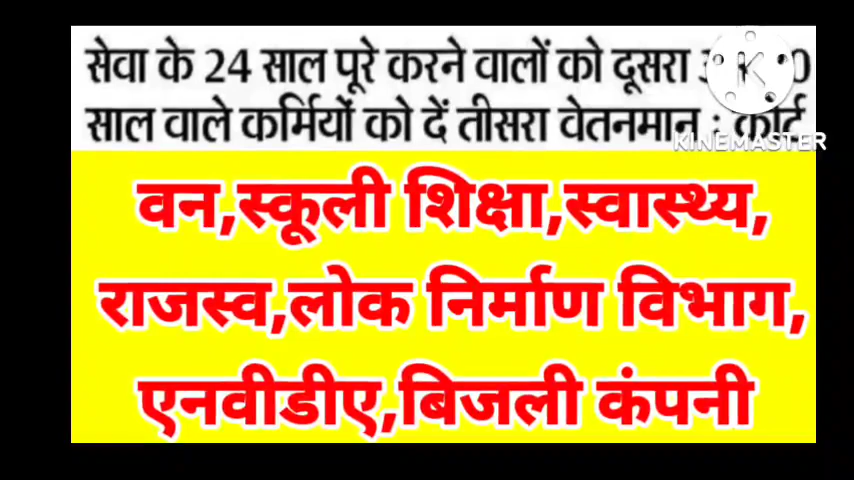 सेवा के 24 साल पूरे करने वालों को दूसरा
साल वाले कर्मियों को दें तीसरा वेतनमान : कोर्ट
KINEMASTER
वन,स्कूली शिक्षा,स्वास्थ्य,
राजस्व,लोक निर्माण विभाग,
एनवीडीए,बिजली कंपनी